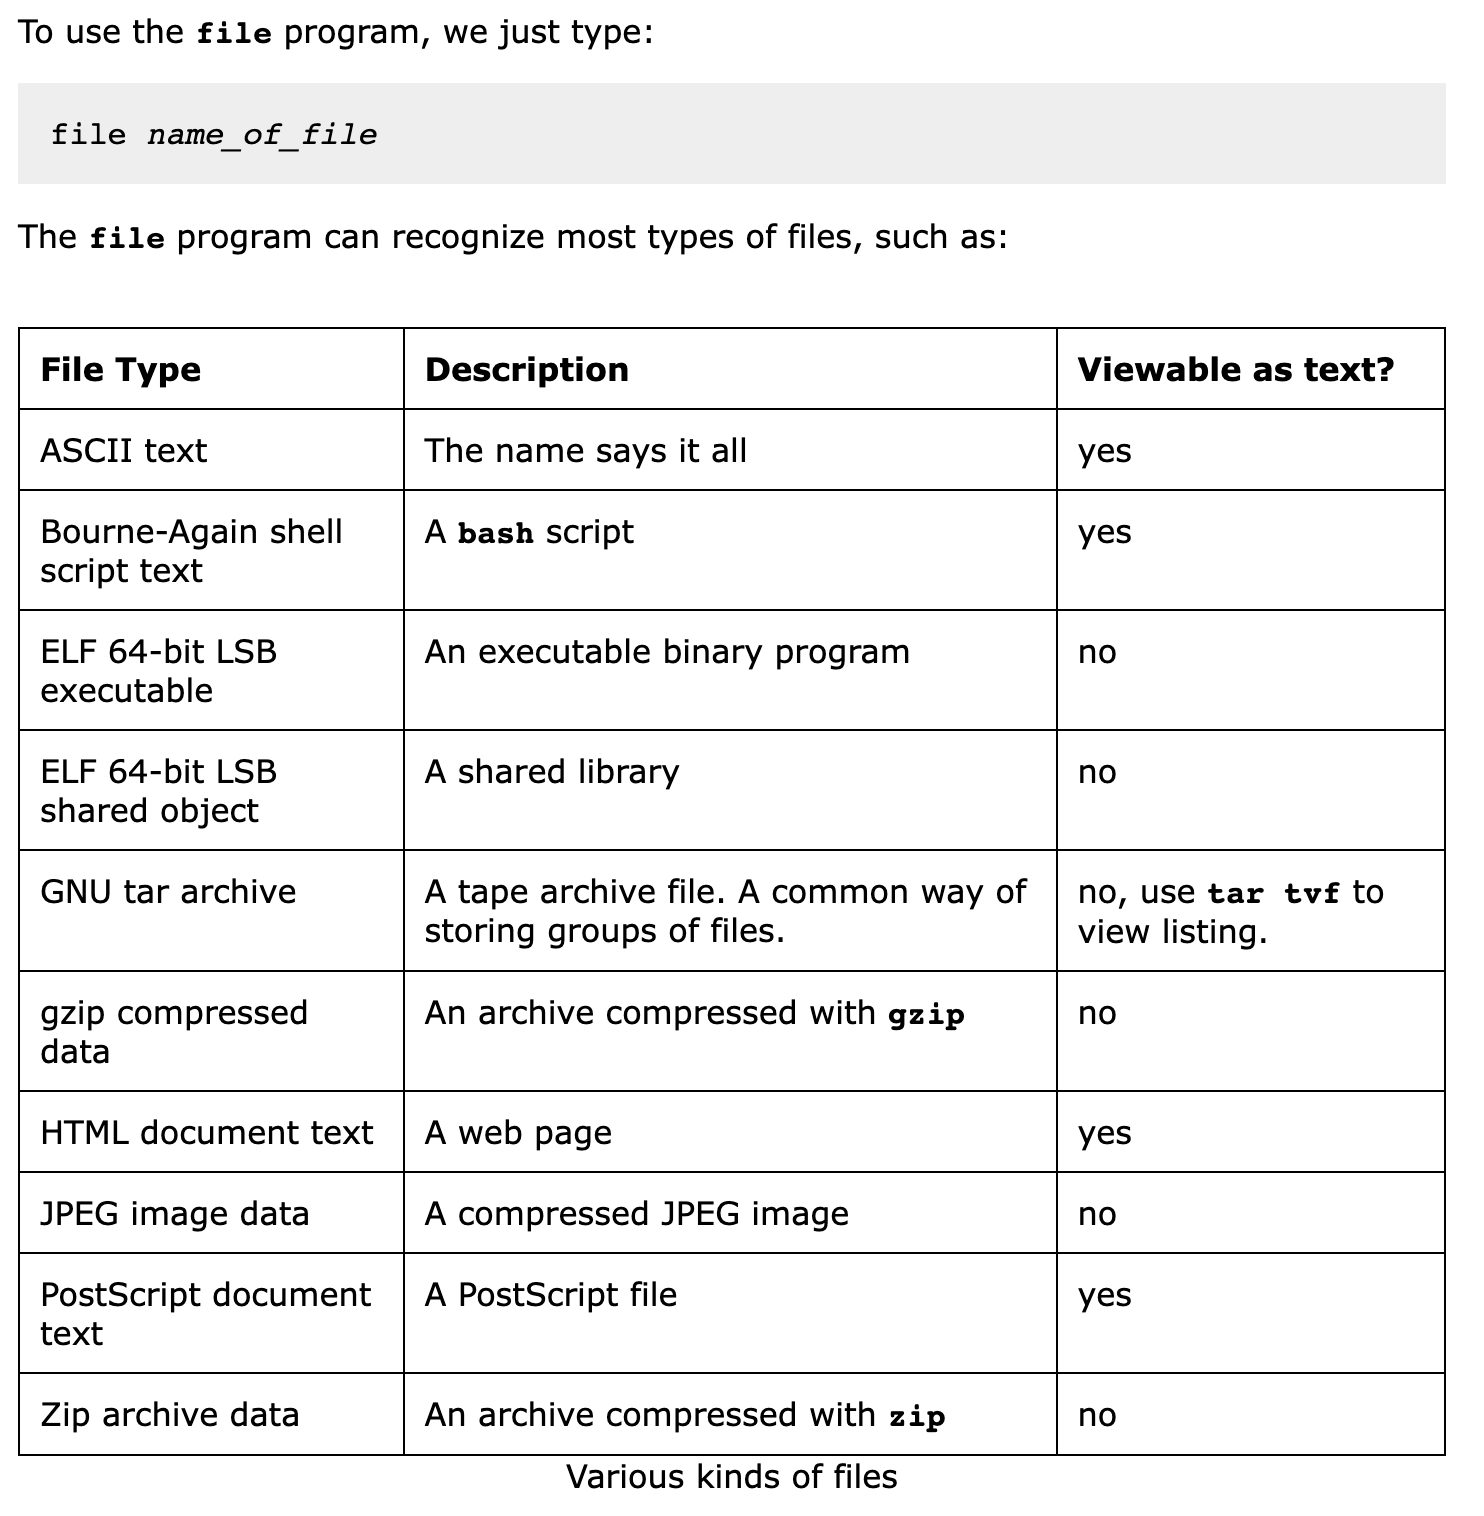 To use the file program, we just type:
file name_of_file
The file program can recognize most types of files, such as:
File Type Description Viewable as text?
ASCII text The name says it all yes
Bourne-Again shell A bash script yes
script text
ELF 64-bit LSB An executable binary program no
executable
ELF 64-bit LSB A shared library no
shared object
GNU tar archive A tape archive file. A common way of no, use tar tvf to
storing groups of files. view listing.
gzip compressed An archive compressed with gzip no
data
HTML document text A web page yes
JPEG image data A compressed JPEG image no
PostScript document A PostScript file yes
text
Zip archive data An archive compressed with zip no
Various kinds of files